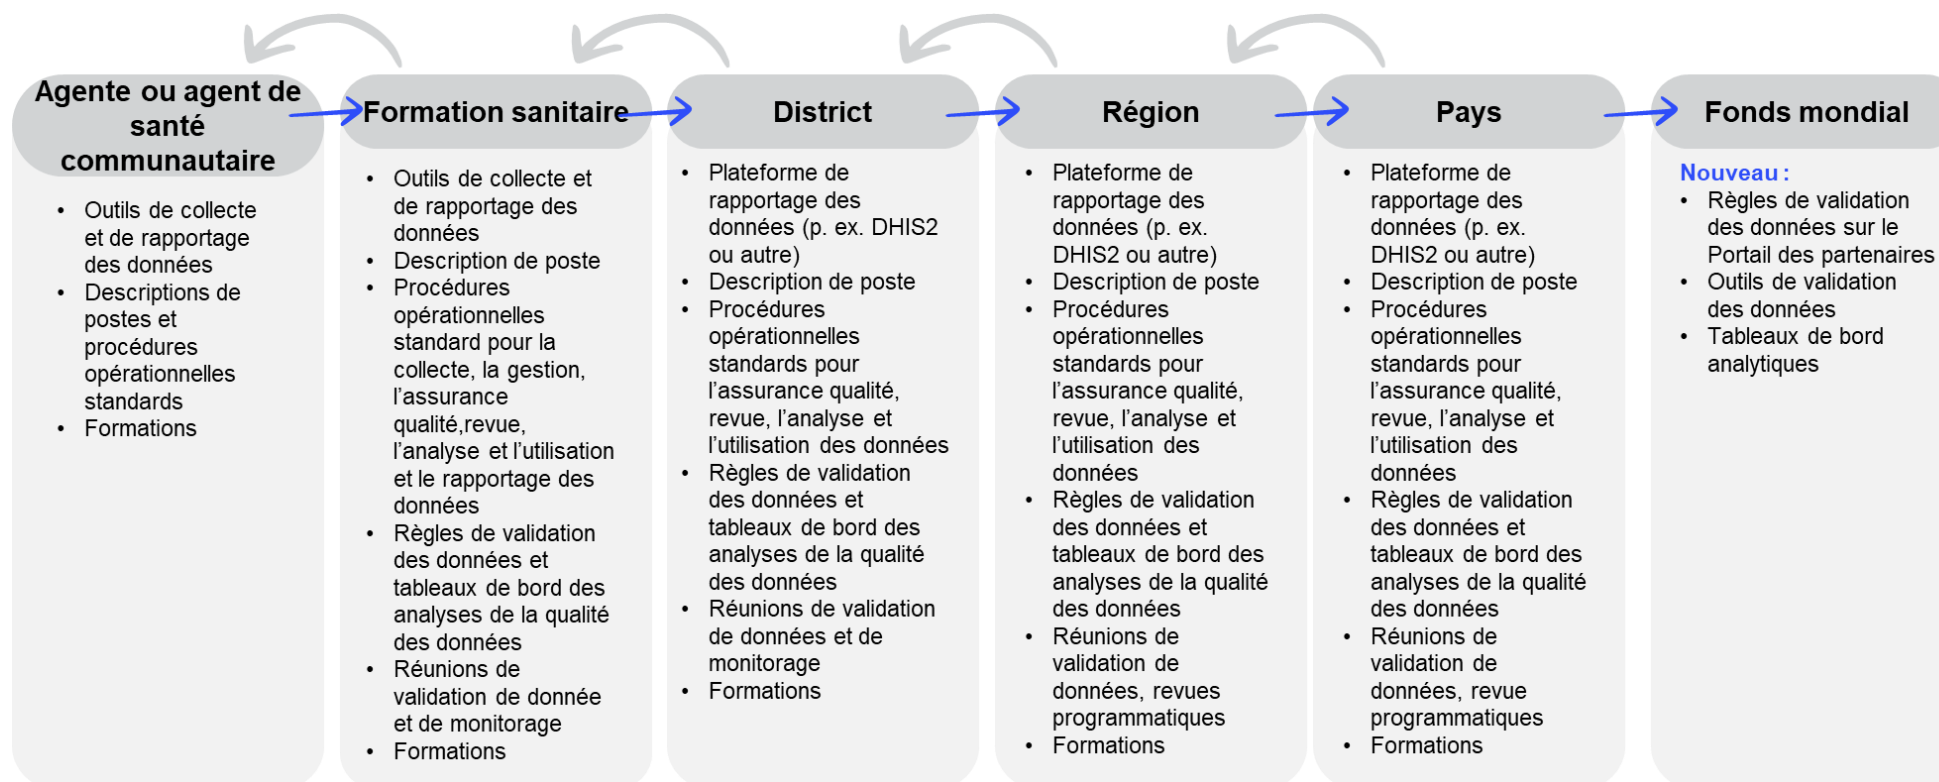 Agente ou agent de
santé
communautaire
• Outils de collecte
et de rapportage
des données
• Descriptions de
postes et
procédures
opérationnelles
standards
• Formations
Formation sanitaire
• Outils de collecte et
de rapportage des
données
• Description de poste
• Procédures
opérationnelles
standard pour la
collecte, la gestion,
l’assurance
qualité,revue,
l’analyse et l’utilisation
et le rapportage des
données
• Règles de validation
des données et
tableaux de bord des
analyses de la qualité
des données
• Réunions de
validation de donnée
et de monitorage
• Formations
District
• Plateforme de
rapportage des
données (p. ex. DHIS2
ou autre)
• Description de poste
• Procédures
opérationnelles
standards pour
l’assurance qualité,
revue, l’analyse et
l’utilisation des données
• Règles de validation
des données et
tableaux de bord des
analyses de la qualité
des données
• Réunions de validation
de données et de
monitorage
• Formations
Région
• Plateforme de
rapportage des
données (p. ex.
DHIS2 ou autre)
• Description de poste
• Procédures
opérationnelles
standards pour
l’assurance qualité,
revue, l’analyse et
l’utilisation des
données
• Règles de validation
des données et
tableaux de bord des
analyses de la qualité
des données
• Réunions de
validation de
données, revues
programmatiques
• Formations
Pays
• Plateforme de
rapportage des
données (p. ex.
DHIS2 ou autre)
• Description de poste
• Procédures
opérationnelles
standards pour
l’assurance qualité,
revue, l’analyse et
l’utilisation des
données
• Règles de validation
des données et
tableaux de bord des
analyses de la qualité
des données
• Réunions de
validation de
données, revue
programmatiques
• Formations
Fonds mondial
Nouveau :
• Règles de validation
des données sur le
Portail des partenaires
• Outils de validation
des données
• Tableaux de bord
analytiques